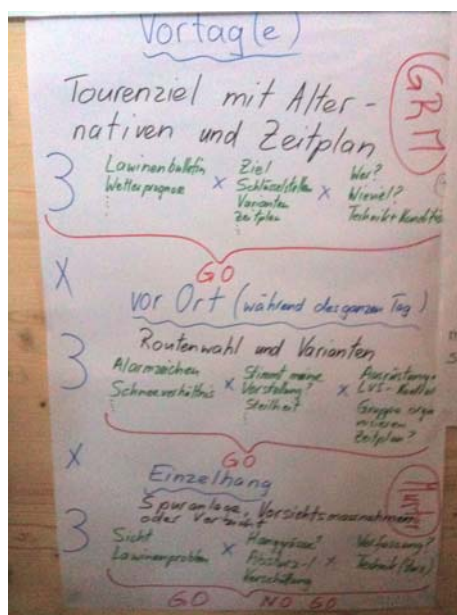 Vortag(e)
GRM
Tourenziel mit Alter-
nativen und Zeitplan
3
Lawinenbulletin
Wetterprognose
x
Ziel
Schlüsselstellen
Varianten
Zeitplan
x
Wer?
Wieviel?
Technik + Kondition
GO
x
vor Ort (während des ganzen Tag)
3
Routenwahl und Varianten
Alarmzeichen
Schneeverhältnis
x
Stimmt meine
Vorstellung?
Steilheit
x
Ausrüstung
LVS-Kontrolle
Gruppe orga
nisieren
Zeitplan?
GO
x
Einzelhang
3
Spuranlage, Vorsichtsmassnahmen
oder Verzicht
Sicht
Lawinenproblem
x
Hanggrösse?
Absturz-/
Verschüttung
x
Verfassung?
Technik
GO NO GO